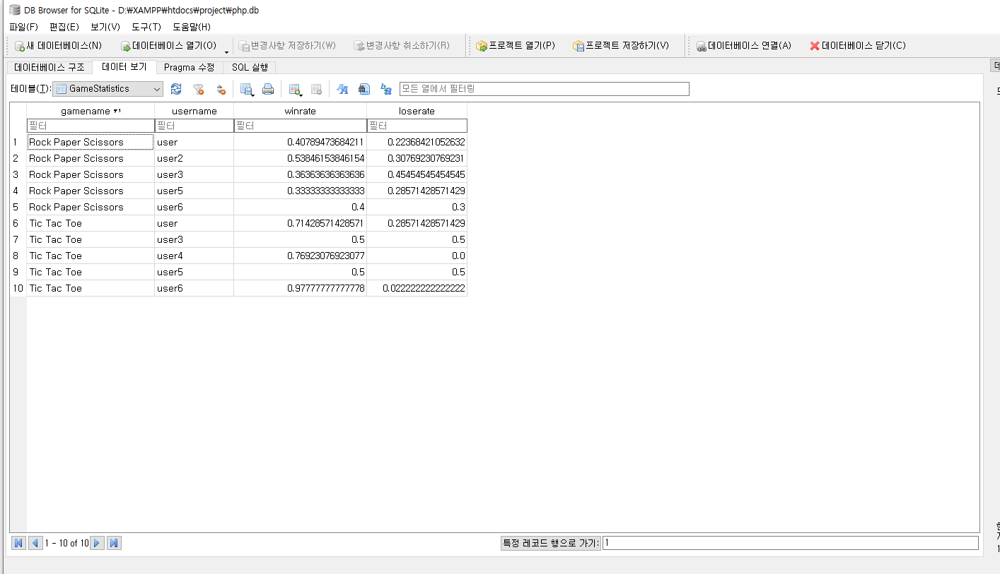 DB Browser for SQLite - D:₩XAMPP₩htdocs₩project₩php.db
파일(F) 편집(E) 보기(V) 도구(T) 도움말(H)
새 데이터베이스(N) 데이터베이스 열기(O) 변경사항 저장하기(W) 변경사항 취소하기(R) 프로젝트 열기(P) 프로젝트 저장하기(V) 데이터베이스 연결(A) 데이터베이스 닫기(C)
데이터베이스 구조 데이터 보기 Pragma 수정 SQL 실행
테이블(T): GameStatistics 모든 열에서 필터링
gamename 1 username winrate loserate
필터 필터 필터 필터
1 Rock Paper Scissors user 0.40789473684211 0.22368421052632
2 Rock Paper Scissors user2 0.53846153846154 0.30769230769231
3 Rock Paper Scissors user3 0.36363636363636 0.45454545454545
4 Rock Paper Scissors user5 0.33333333333333 0.28571428571429
5 Rock Paper Scissors user6 0.4 0.3
6 Tic Tac Toe user 0.71428571428571 0.28571428571429
7 Tic Tac Toe user3 0.5 0.5
8 Tic Tac Toe user4 0.76923076923077 0.0
9 Tic Tac Toe user5 0.5 0.5
10 Tic Tac Toe user6 0.97777777777778 0.022222222222222
1 - 10 of 10 특정 레코드 행으로 가기: 1